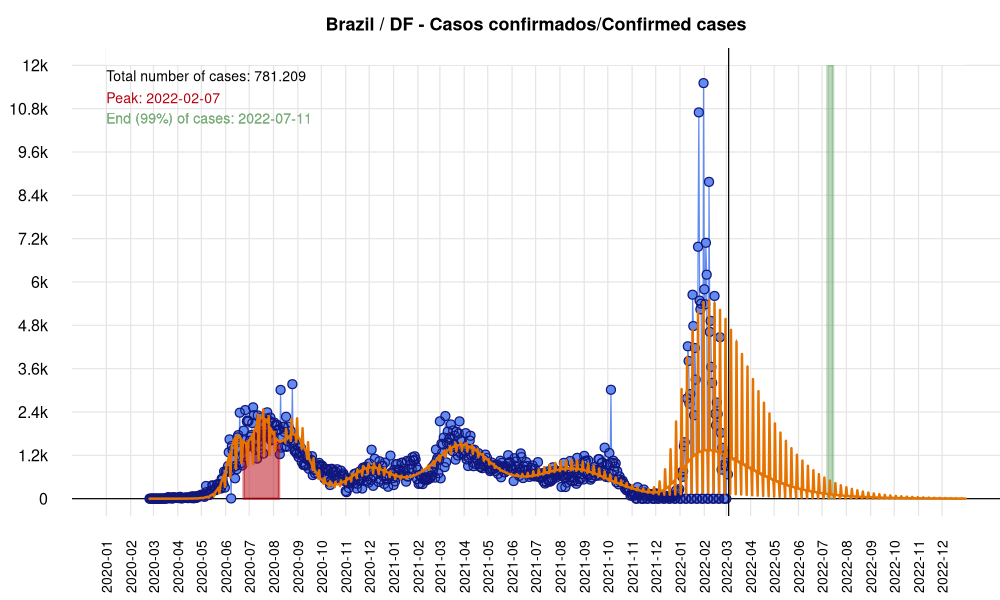 Brazil / DF - Casos confirmados/Confirmed cases
12k
10.8k
9.6k
8.4k
7.2k
6k
4.8k
3.6k
2.4k
1.2k
0
Total number of cases: 781.209
Peak: 2022-02-07
End (99%) of cases: 2022-07-11
2020-01
2020-02
2020-03
2020-04
2020-05
2020-06
2020-07
2020-08
2020-09
2020-10
2020-11
2020-12
2021-01
2021-02
2021-03
2021-04
2021-05
2021-06
2021-07
2021-08
2021-09
2021-10
2021-11
2021-12
2022-01
2022-02
2022-03
2022-04
2022-05
2022-06
2022-07
2022-08
2022-09
2022-10
2022-11
2022-12